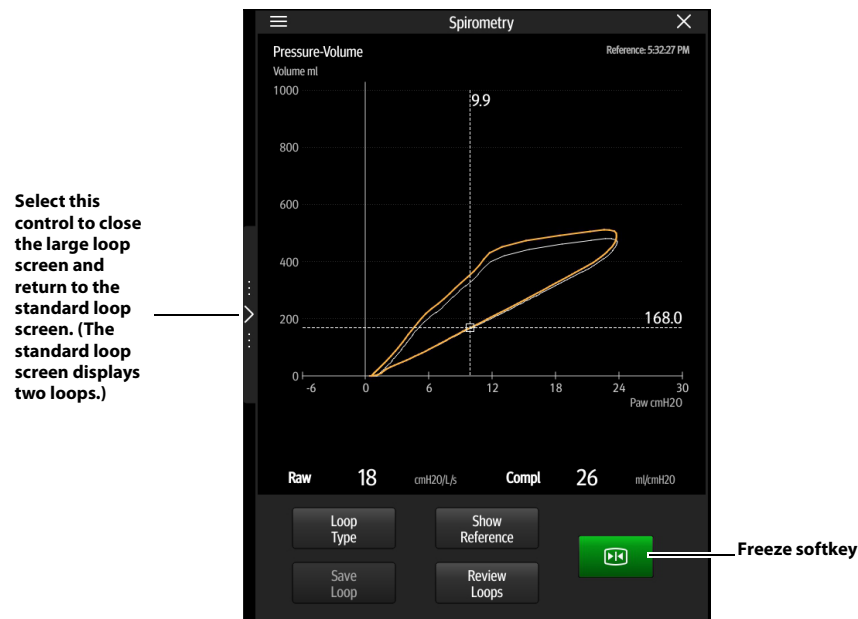 Spirometry
Pressure-Volume
Reference: 5:32:27 PM
Volume ml
1000
9.9
800
600
400
200
168.0
0
-6 0 6 12 18 24 30
Paw cmH2O
Raw 18 cmH2O/L/s Compl 26 ml/cmH2O
Loop
Type
Show
Reference
Save
Loop
Review
Loops
Select this
control to close
the large loop
screen and
return to the
standard loop
screen. (The
standard loop
screen displays
two loops.)
Freeze softkey